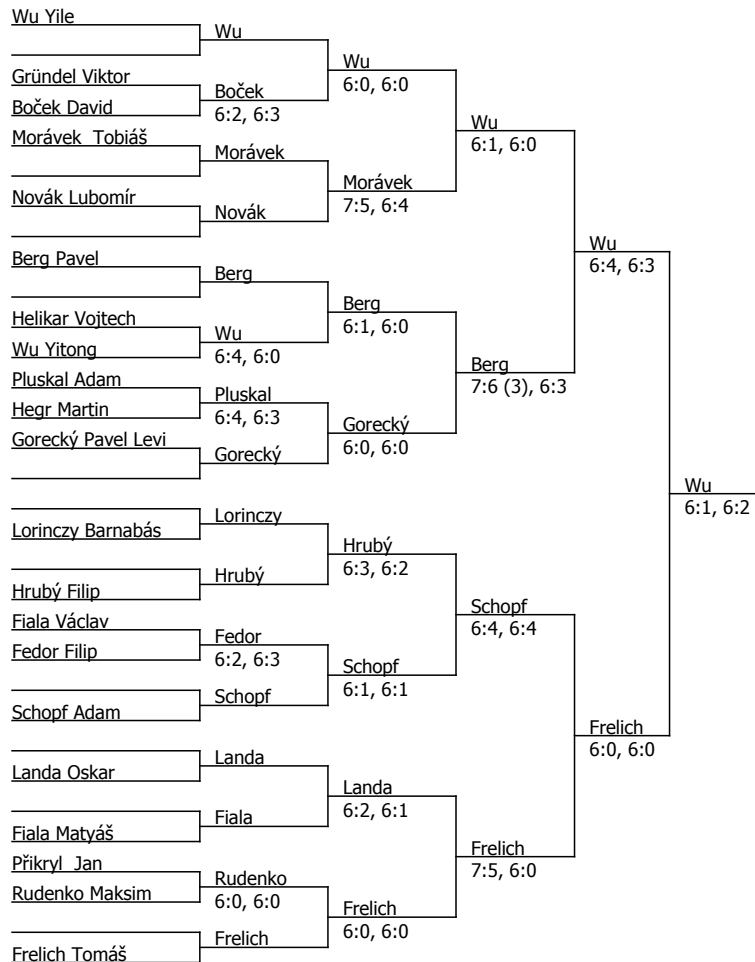 Wu Yile
Wu
Wu
6:0, 6:0
Gründel Viktor
Boček
6:2, 6:3
Boček David
Wu
6:1, 6:0
Morávek  Tobiáš
Morávek
Morávek
7:5, 6:4
Novák Lubomír
Novák
Wu
6:4, 6:3
Berg Pavel
Berg
Berg
6:1, 6:0
Helikar Vojtech
Wu
6:4, 6:0
Wu Yitong
Berg
7:6 (3), 6:3
Pluskal Adam
Pluskal
6:4, 6:3
Hegr Martin
Gorecký
6:0, 6:0
Gorecký Pavel Levi
Gorecký
Wu
6:1, 6:2
Lorinczy
Lorinczy Barnabás
Hrubý
6:3, 6:2
Hrubý
Hrubý Filip
Schopf
6:4, 6:4
Fiala Václav
Fedor
6:2, 6:3
Fedor Filip
Schopf
6:1, 6:1
Schopf
Schopf Adam
Frelich
6:0, 6:0
Landa
Landa Oskar
Landa
6:2, 6:1
Fiala
Fiala Matyáš
Frelich
7:5, 6:0
Přikryl  Jan
Rudenko
6:0, 6:0
Rudenko Maksim
Frelich
6:0, 6:0
Frelich
Frelich Tomáš